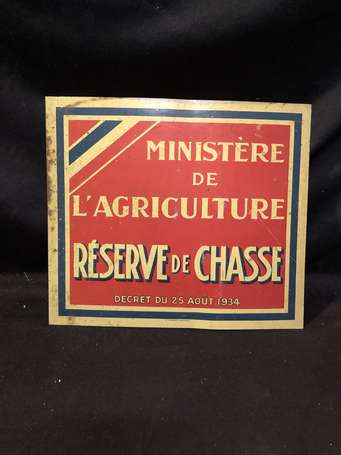 MINISTÈRE
DE
L'AGRICULTURE
RÉSERVE DE CHASSE
DECRET DU 25 AOUT 1934